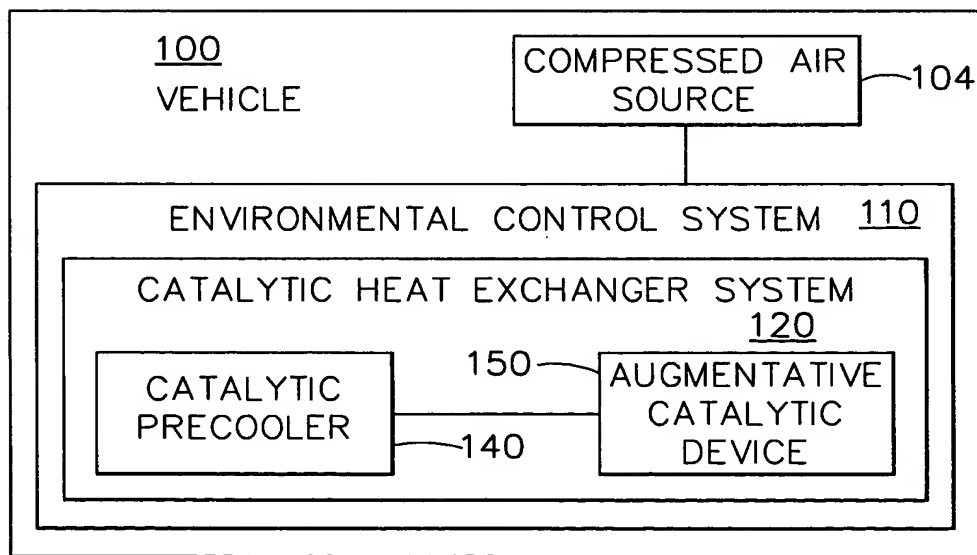 100
VEHICLE
COMPRESSED AIR
SOURCE
104
ENVIRONMENTAL CONTROL SYSTEM 110
CATALYTIC HEAT EXCHANGER SYSTEM
120
CATALYTIC
PRECOOLER
140
150
AUGMENTATIVE
CATALYTIC
DEVICE